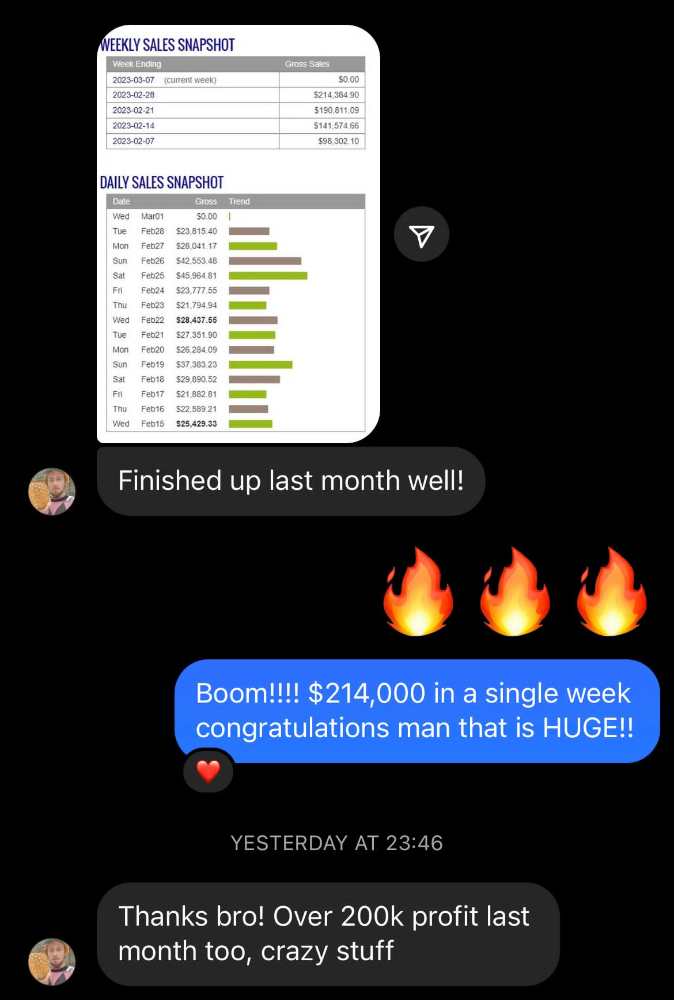 WEEKLY SALES SNAPSHOT
Week Ending Gross Sales
2023-03-07 (current week) $0.00
2023-02-28 $214,384.90
2023-02-21 $190,811.09
2023-02-14 $141,574.66
2023-02-07 $98,302.10
DAILY SALES SNAPSHOT
Date Gross Trend
Wed Mar01 $0.00
Tue Feb28 $23,815.40
Mon Feb27 $28,041.17
Sun Feb26 $42,553.48
Sat Feb25 $45,964.81
Fri Feb24 $23,777.55
Thu Feb23 $21,794.94
Wed Feb22 $28,437.55
Tue Feb21 $27,351.90
Mon Feb20 $26,284.09
Sun Feb19 $37,383.23
Sat Feb18 $29,890.52
Fri Feb17 $21,882.81
Thu Feb16 $22,589.21
Wed Feb15 $25,429.33
Finished up last month well!
🔥 🔥 🔥
Boom!!!! $214,000 in a single week
congratulations man that is HUGE!!
❤️
YESTERDAY AT 23:46
Thanks bro! Over 200k profit last
month too, crazy stuff